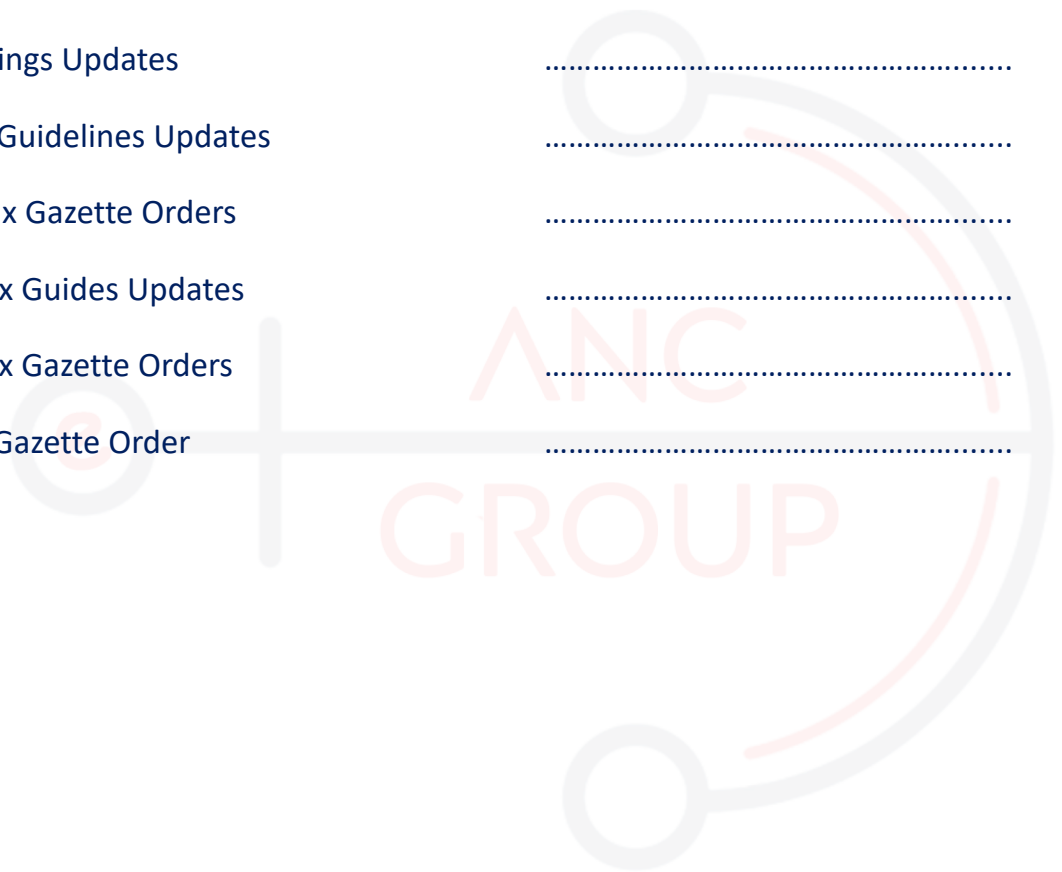 ings Updates ……………………………………………….......
Guidelines Updates ……………………………………………….......
x Gazette Orders ……………………………………………….......
x Guides Updates ……………………………………………….......
x Gazette Orders ……………………………………………….......
Gazette Order ……………………………………………….......
ANC
GROUP